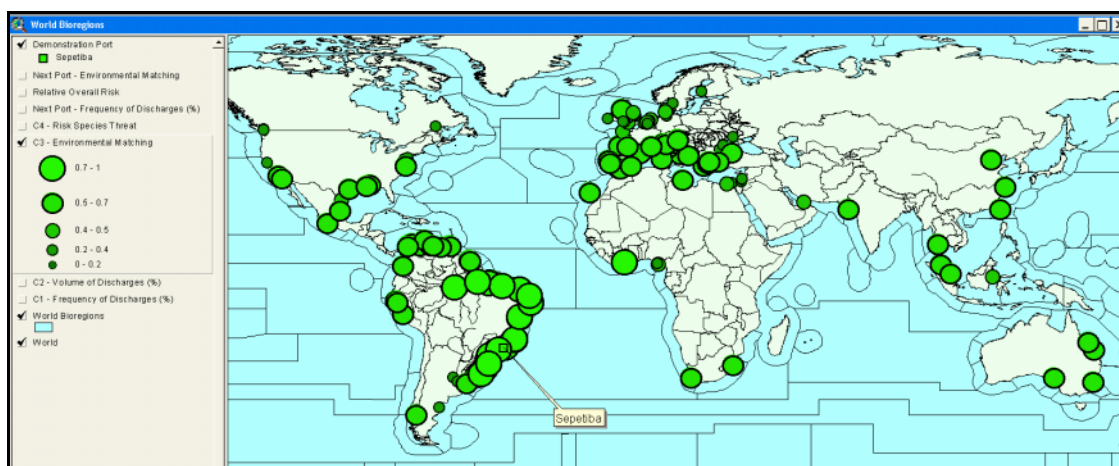 World Bioregions
Demonstration Port
Sepetiba
Next Port - Environmental Matching
Relative Overall Risk
Next Port - Frequency of Discharges (%)
C4 - Risk Species Threat
C3 - Environmental Matching
0.7 - 1
0.5 - 0.7
0.4 - 0.5
0.2 - 0.4
0 - 0.2
C2 - Volume of Discharges (%)
C1 - Frequency of Discharges (%)
World Bioregions
World
Sepetiba